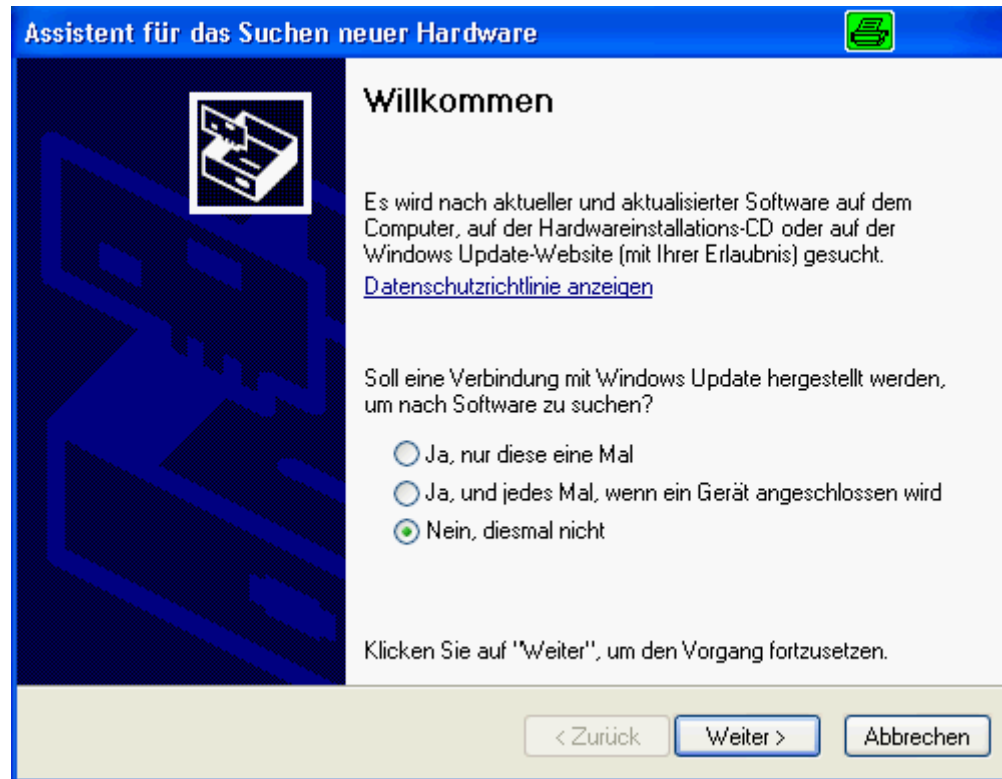 Assistent für das Suchen neuer Hardware
Willkommen
Es wird nach aktueller und aktualisierter Software auf dem
Computer, auf der Hardwareinstallations-CD oder auf der
Windows Update-Website (mit Ihrer Erlaubnis) gesucht.
Datenschutzrichtlinie anzeigen
Soll eine Verbindung mit Windows Update hergestellt werden,
um nach Software zu suchen?
Ja, nur diese eine Mal
Ja, und jedes Mal, wenn ein Gerät angeschlossen wird
Nein, diesmal nicht
Klicken Sie auf "Weiter", um den Vorgang fortzusetzen.
< Zurück Weiter > Abbrechen